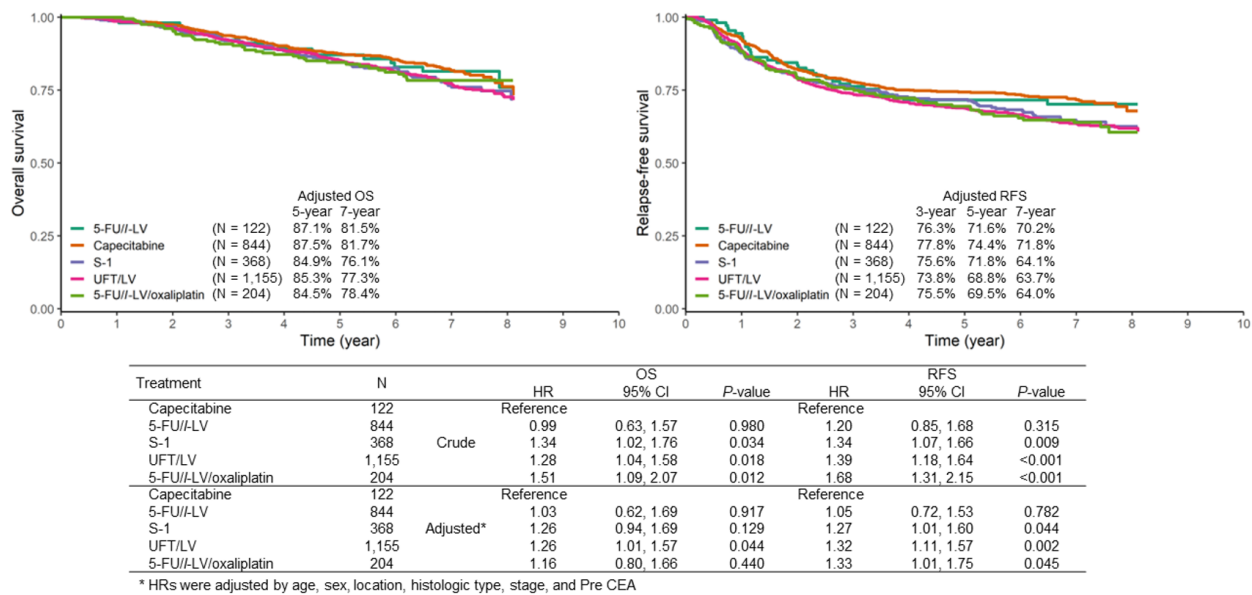 Overall survival
1.00
0.75
0.50
0.25
0.00
Adjusted OS
5-year 7-year
5-FU/l-LV (N = 122) 87.1% 81.5%
Capecitabine (N = 844) 87.5% 81.7%
S-1 (N = 368) 84.9% 76.1%
UFT/LV (N = 1,155) 85.3% 77.3%
5-FU/l-LV/oxaliplatin (N = 204) 84.5% 78.4%
0 1 2 3 4 5 6 7 8 9 10
Time (year)
Relapse-free survival
1.00
0.75
0.50
0.25
0.00
Adjusted RFS
3-year 5-year 7-year
5-FU/l-LV (N = 122) 76.3% 71.6% 70.2%
Capecitabine (N = 844) 77.8% 74.4% 71.8%
S-1 (N = 368) 75.6% 71.8% 64.1%
UFT/LV (N = 1,155) 73.8% 68.8% 63.7%
5-FU/l-LV/oxaliplatin (N = 204) 75.5% 69.5% 64.0%
0 1 2 3 4 5 6 7 8 9 10
Time (year)
OS RFS
Treatment N HR 95% CI P-value HR 95% CI P-value
Capecitabine 122 Reference Reference
5-FU/l-LV 844 0.99 0.63, 1.57 0.980 1.20 0.85, 1.68 0.315
S-1 368 Crude 1.34 1.02, 1.76 0.034 1.34 1.07, 1.66 0.009
UFT/LV 1,155 1.28 1.04, 1.58 0.018 1.39 1.18, 1.64 <0.001
5-FU/l-LV/oxaliplatin 204 1.51 1.09, 2.07 0.012 1.68 1.31, 2.15 <0.001
Capecitabine 122 Reference Reference
5-FU/l-LV 844 1.03 0.62, 1.69 0.917 1.05 0.72, 1.53 0.782
S-1 368 Adjusted* 1.26 0.94, 1.69 0.129 1.27 1.01, 1.60 0.044
UFT/LV 1,155 1.26 1.01, 1.57 0.044 1.32 1.11, 1.57 0.002
5-FU/l-LV/oxaliplatin 204 1.16 0.80, 1.66 0.440 1.33 1.01, 1.75 0.045
* HRs were adjusted by age, sex, location, histologic type, stage, and Pre CEA